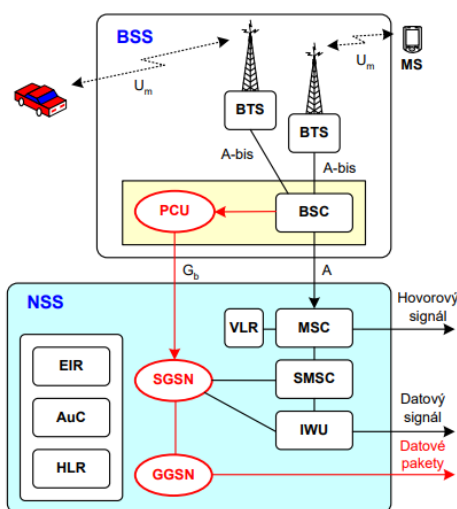 BSS
MS
Um
Um
BTS
BTS
A-bis
A-bis
PCU
BSC
Gb
A
NSS
Hovorový
signál
VLR
MSC
EIR
SGSN
SMSC
AuC
Datový
signál
IWU
Datové
pakety
HLR
GGSN